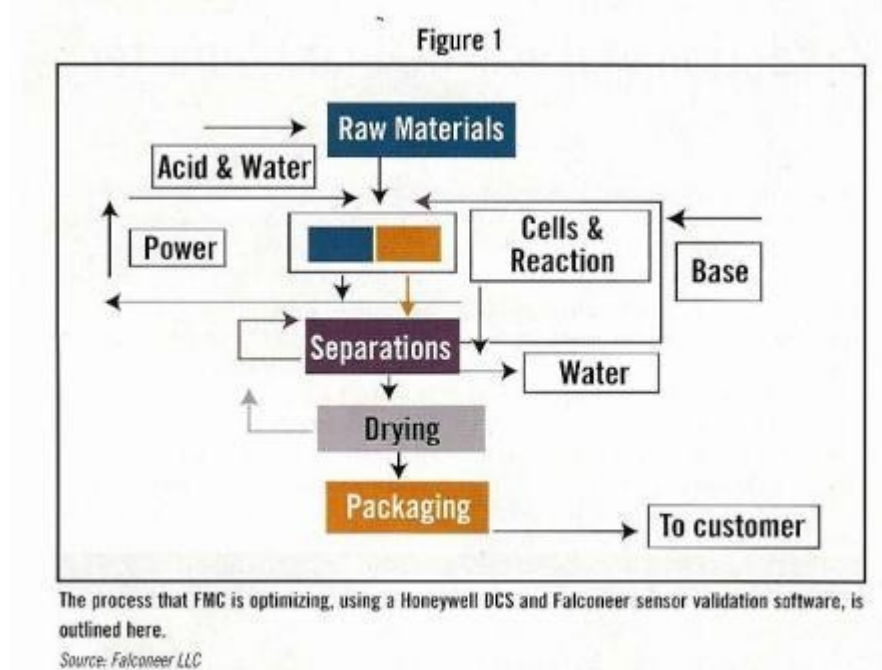 Figure 1
Raw Materials
Acid & Water
Power
Cells &
Reaction
Base
Separations
Water
Drying
Packaging
To customer
The process that FMC is optimizing, using a Honeywell DCS and Falconeer sensor validation software, is
outlined here.
Source: Falconeer LLC